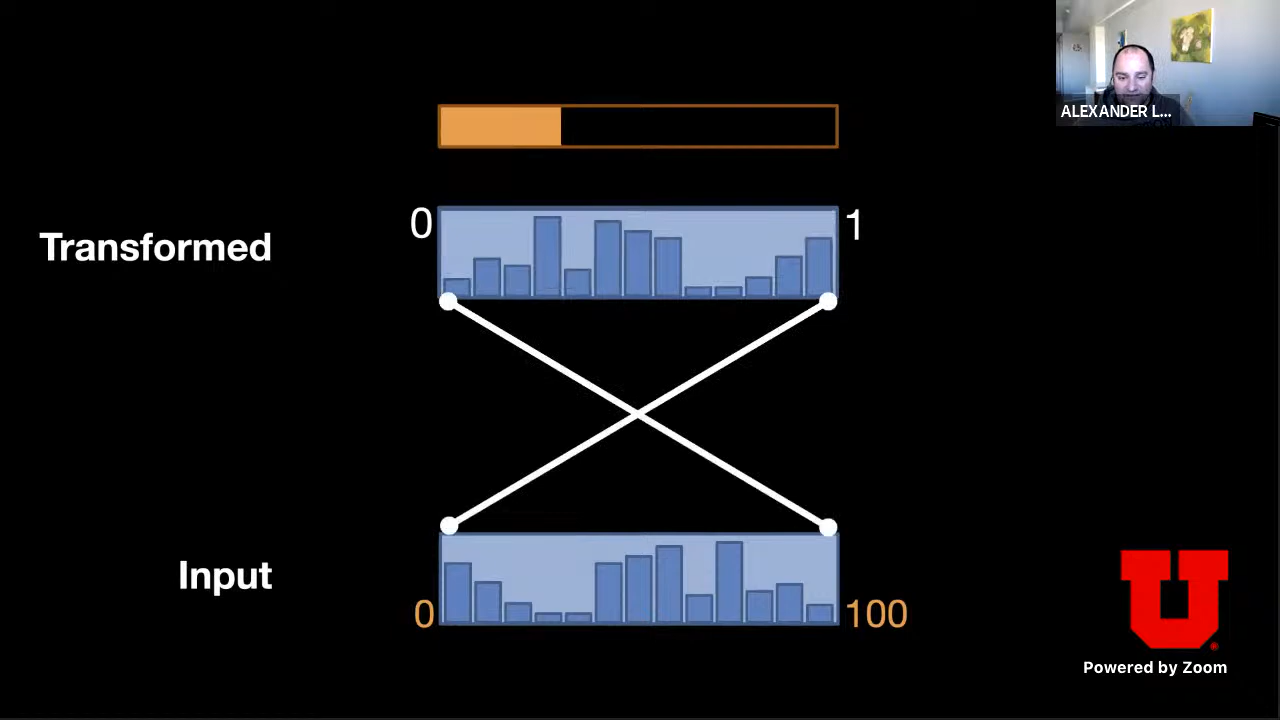 ALEXANDER L...
0
1
Transformed
Input
0
100
U
Powered by Zoom